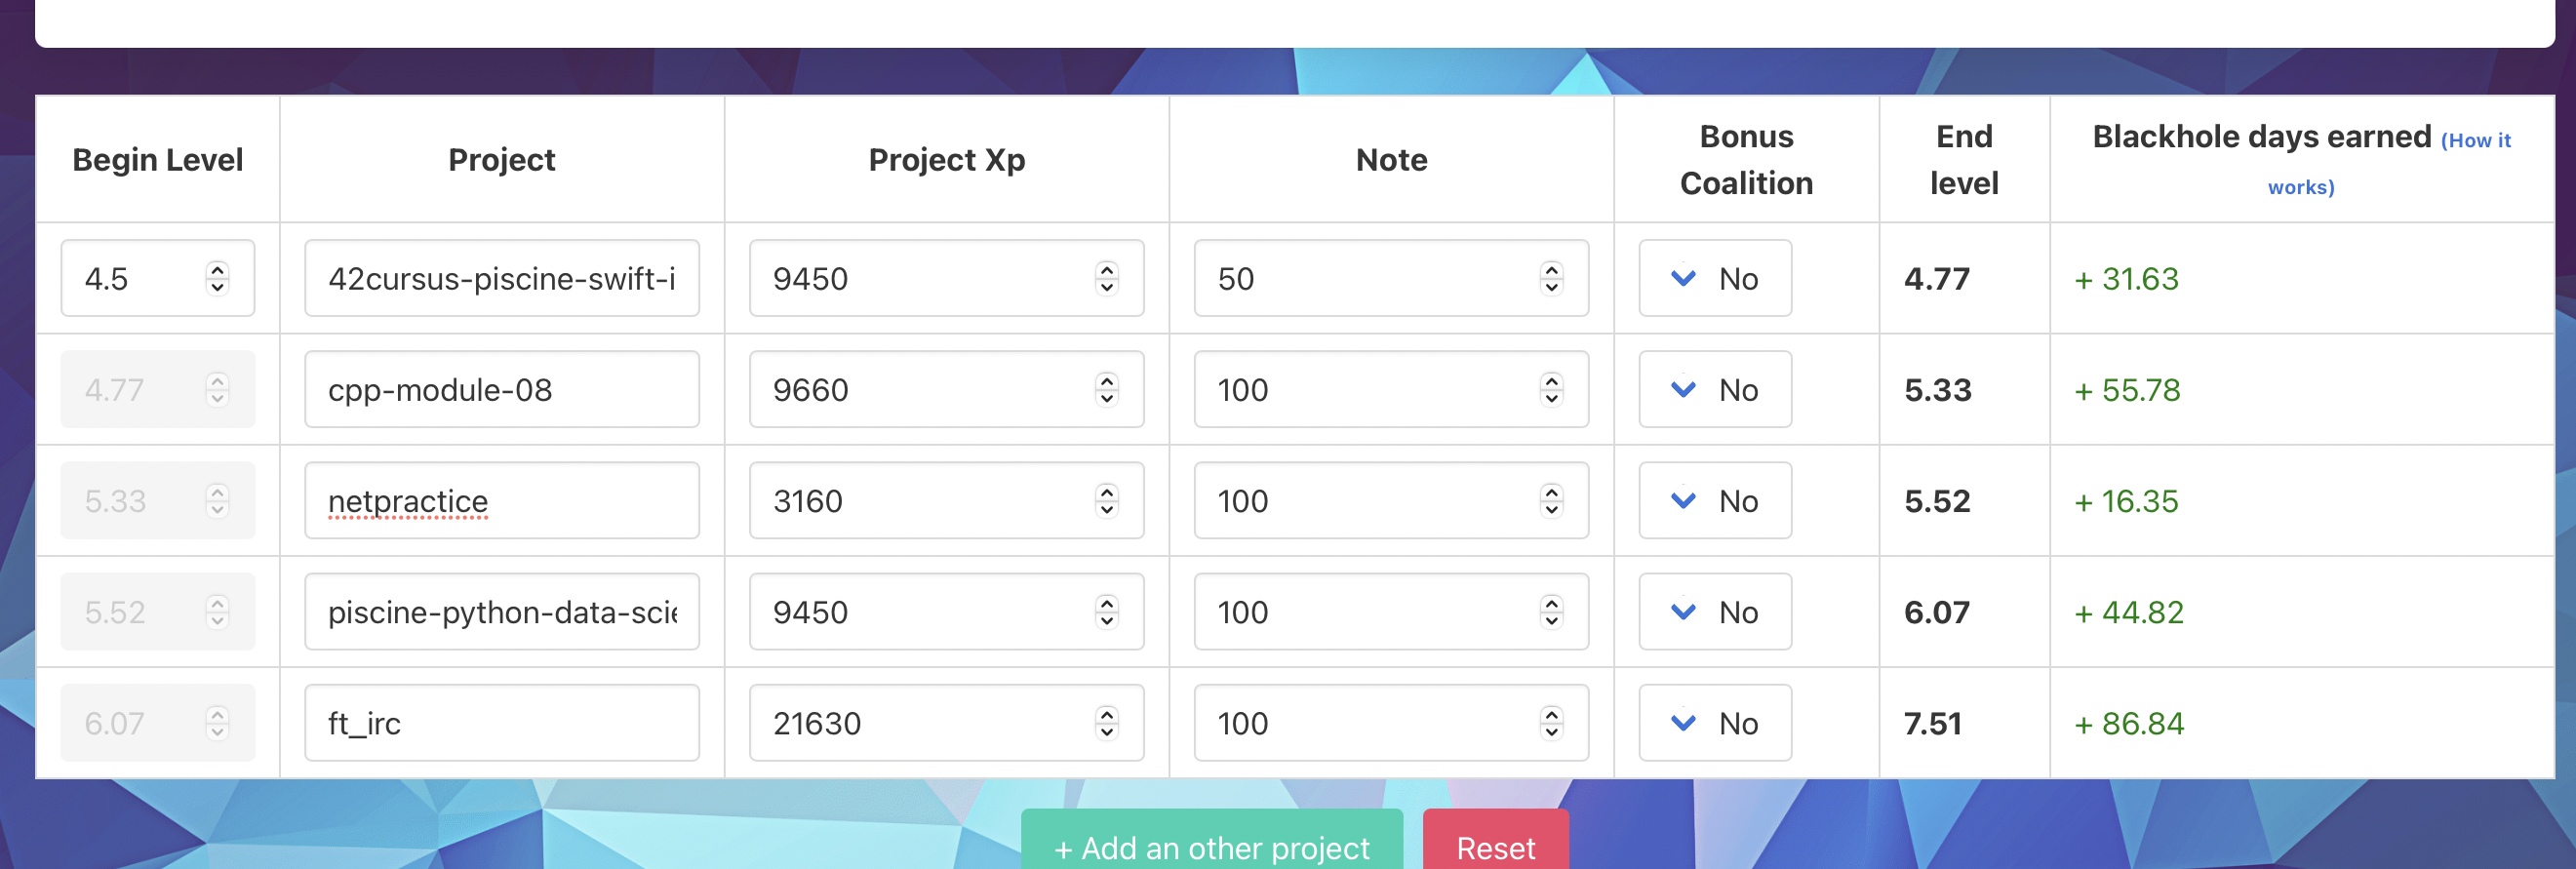 Begin Level Project Project Xp Note Bonus Coalition End level Blackhole days earned (How it works)
4.5 42cursus-piscine-swift-i 9450 50 No 4.77 + 31.63
4.77 cpp-module-08 9660 100 No 5.33 + 55.78
5.33 netpractice 3160 100 No 5.52 + 16.35
5.52 piscine-python-data-scie 9450 100 No 6.07 + 44.82
6.07 ft_irc 21630 100 No 7.51 + 86.84
+ Add an other project Reset